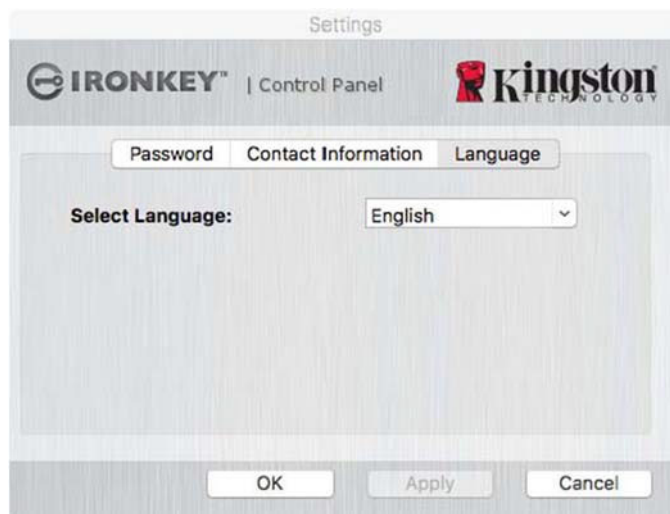 Settings
IRONKEY™ | Control Panel
Kingston
TECHNOLOGY
Password Contact Information Language
Select Language: English
OK Apply Cancel